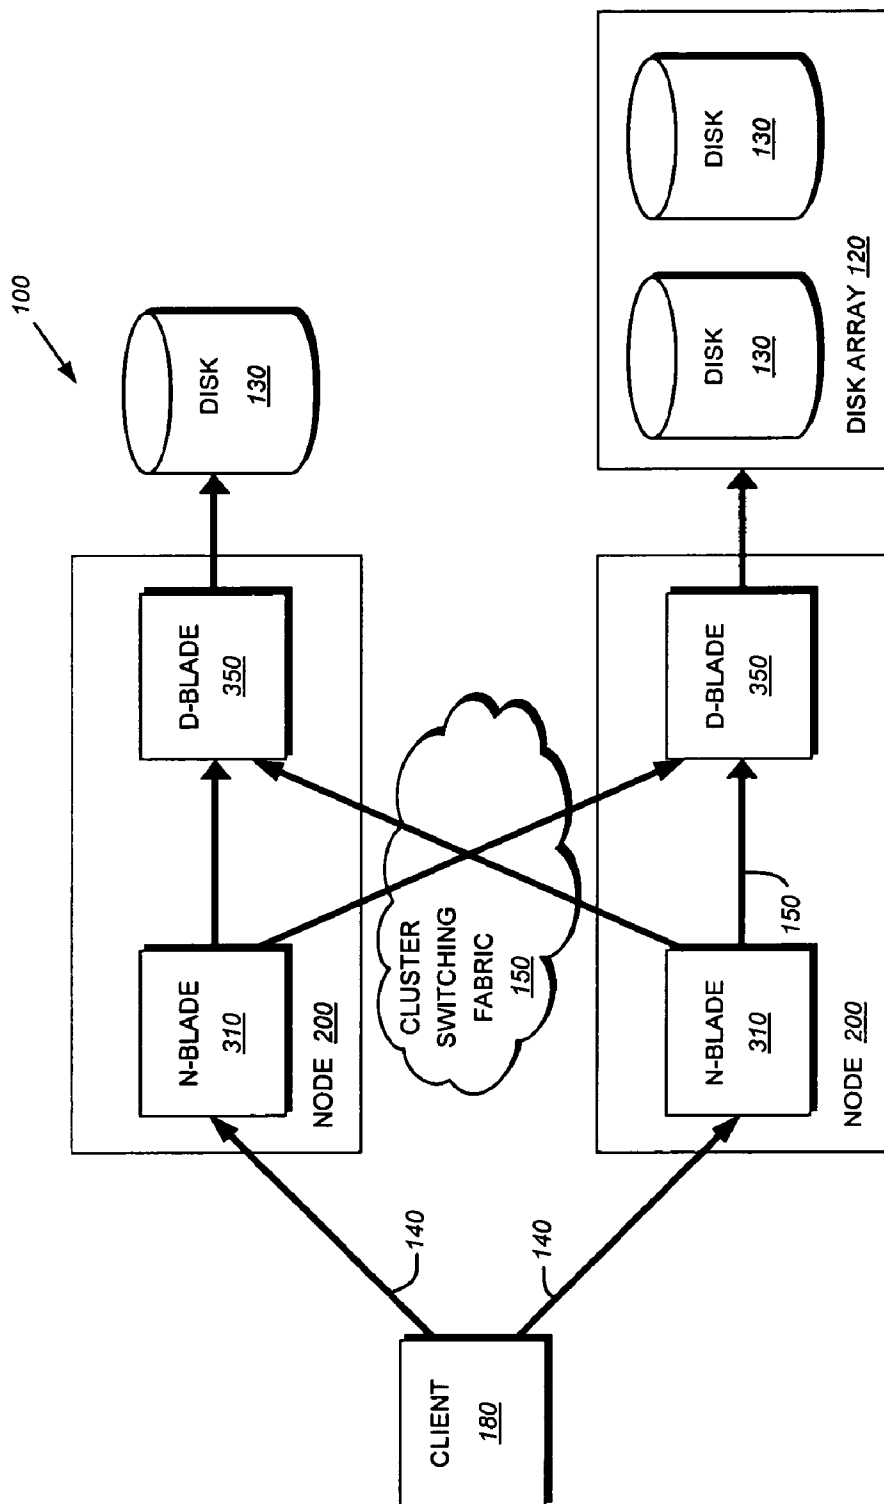 100
N-BLADE
310
D-BLADE
350
DISK
130
NODE 200
140
CLIENT
180
CLUSTER
SWITCHING
FABRIC
150
140
N-BLADE
310
D-BLADE
350
DISK
130
DISK
130
150
NODE 200
DISK ARRAY 120